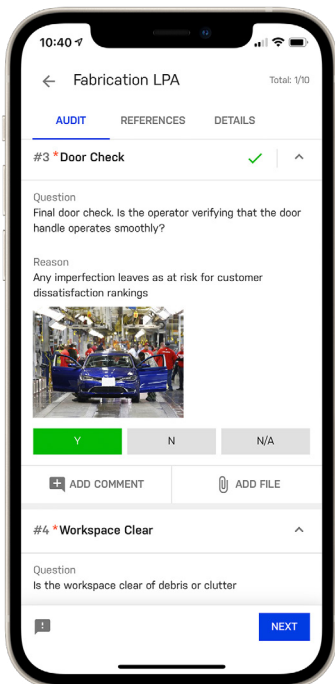 10:40
Fabrication LPA
Total: 1/10
AUDIT
REFERENCES
DETAILS
#3 *Door Check
Question
Final door check. Is the operator verifying that the door
handle operates smoothly?
Reason
Any imperfection leaves as at risk for customer
dissatisfaction rankings
Y
N
N/A
ADD COMMENT
ADD FILE
#4 *Workspace Clear
Question
Is the workspace clear of debris or clutter
NEXT